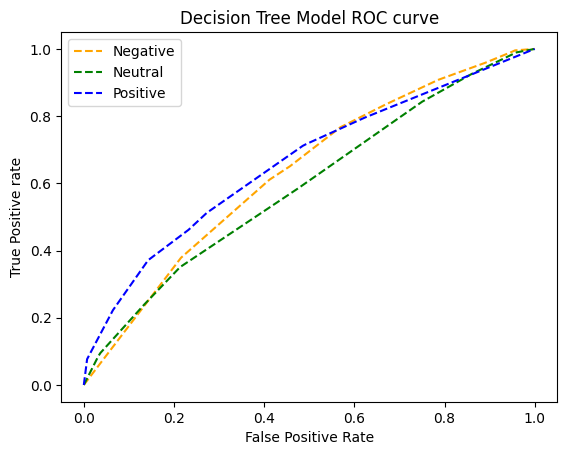 Decision Tree Model ROC curve
Negative
Neutral
Positive
True Positive rate
1.0
0.8
0.6
0.4
0.2
0.0
0.0 0.2 0.4 0.6 0.8 1.0
False Positive Rate